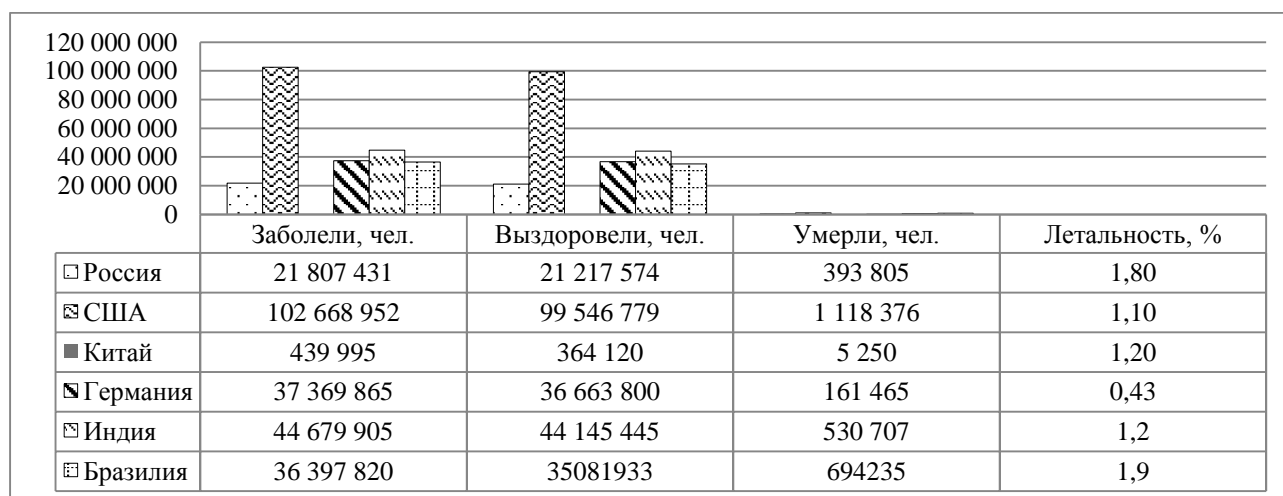 120 000 000
100 000 000
80 000 000
60 000 000
40 000 000
20 000 000
0
Заболели, чел. Выздоровели, чел. Умерли, чел. Летальность, %
Россия 21 807 431 21 217 574 393 805 1,80
США 102 668 952 99 546 779 1 118 376 1,10
Китай 439 995 364 120 5 250 1,20
Германия 37 369 865 36 663 800 161 465 0,43
Индия 44 679 905 44 145 445 530 707 1,2
Бразилия 36 397 820 35081933 694235 1,9